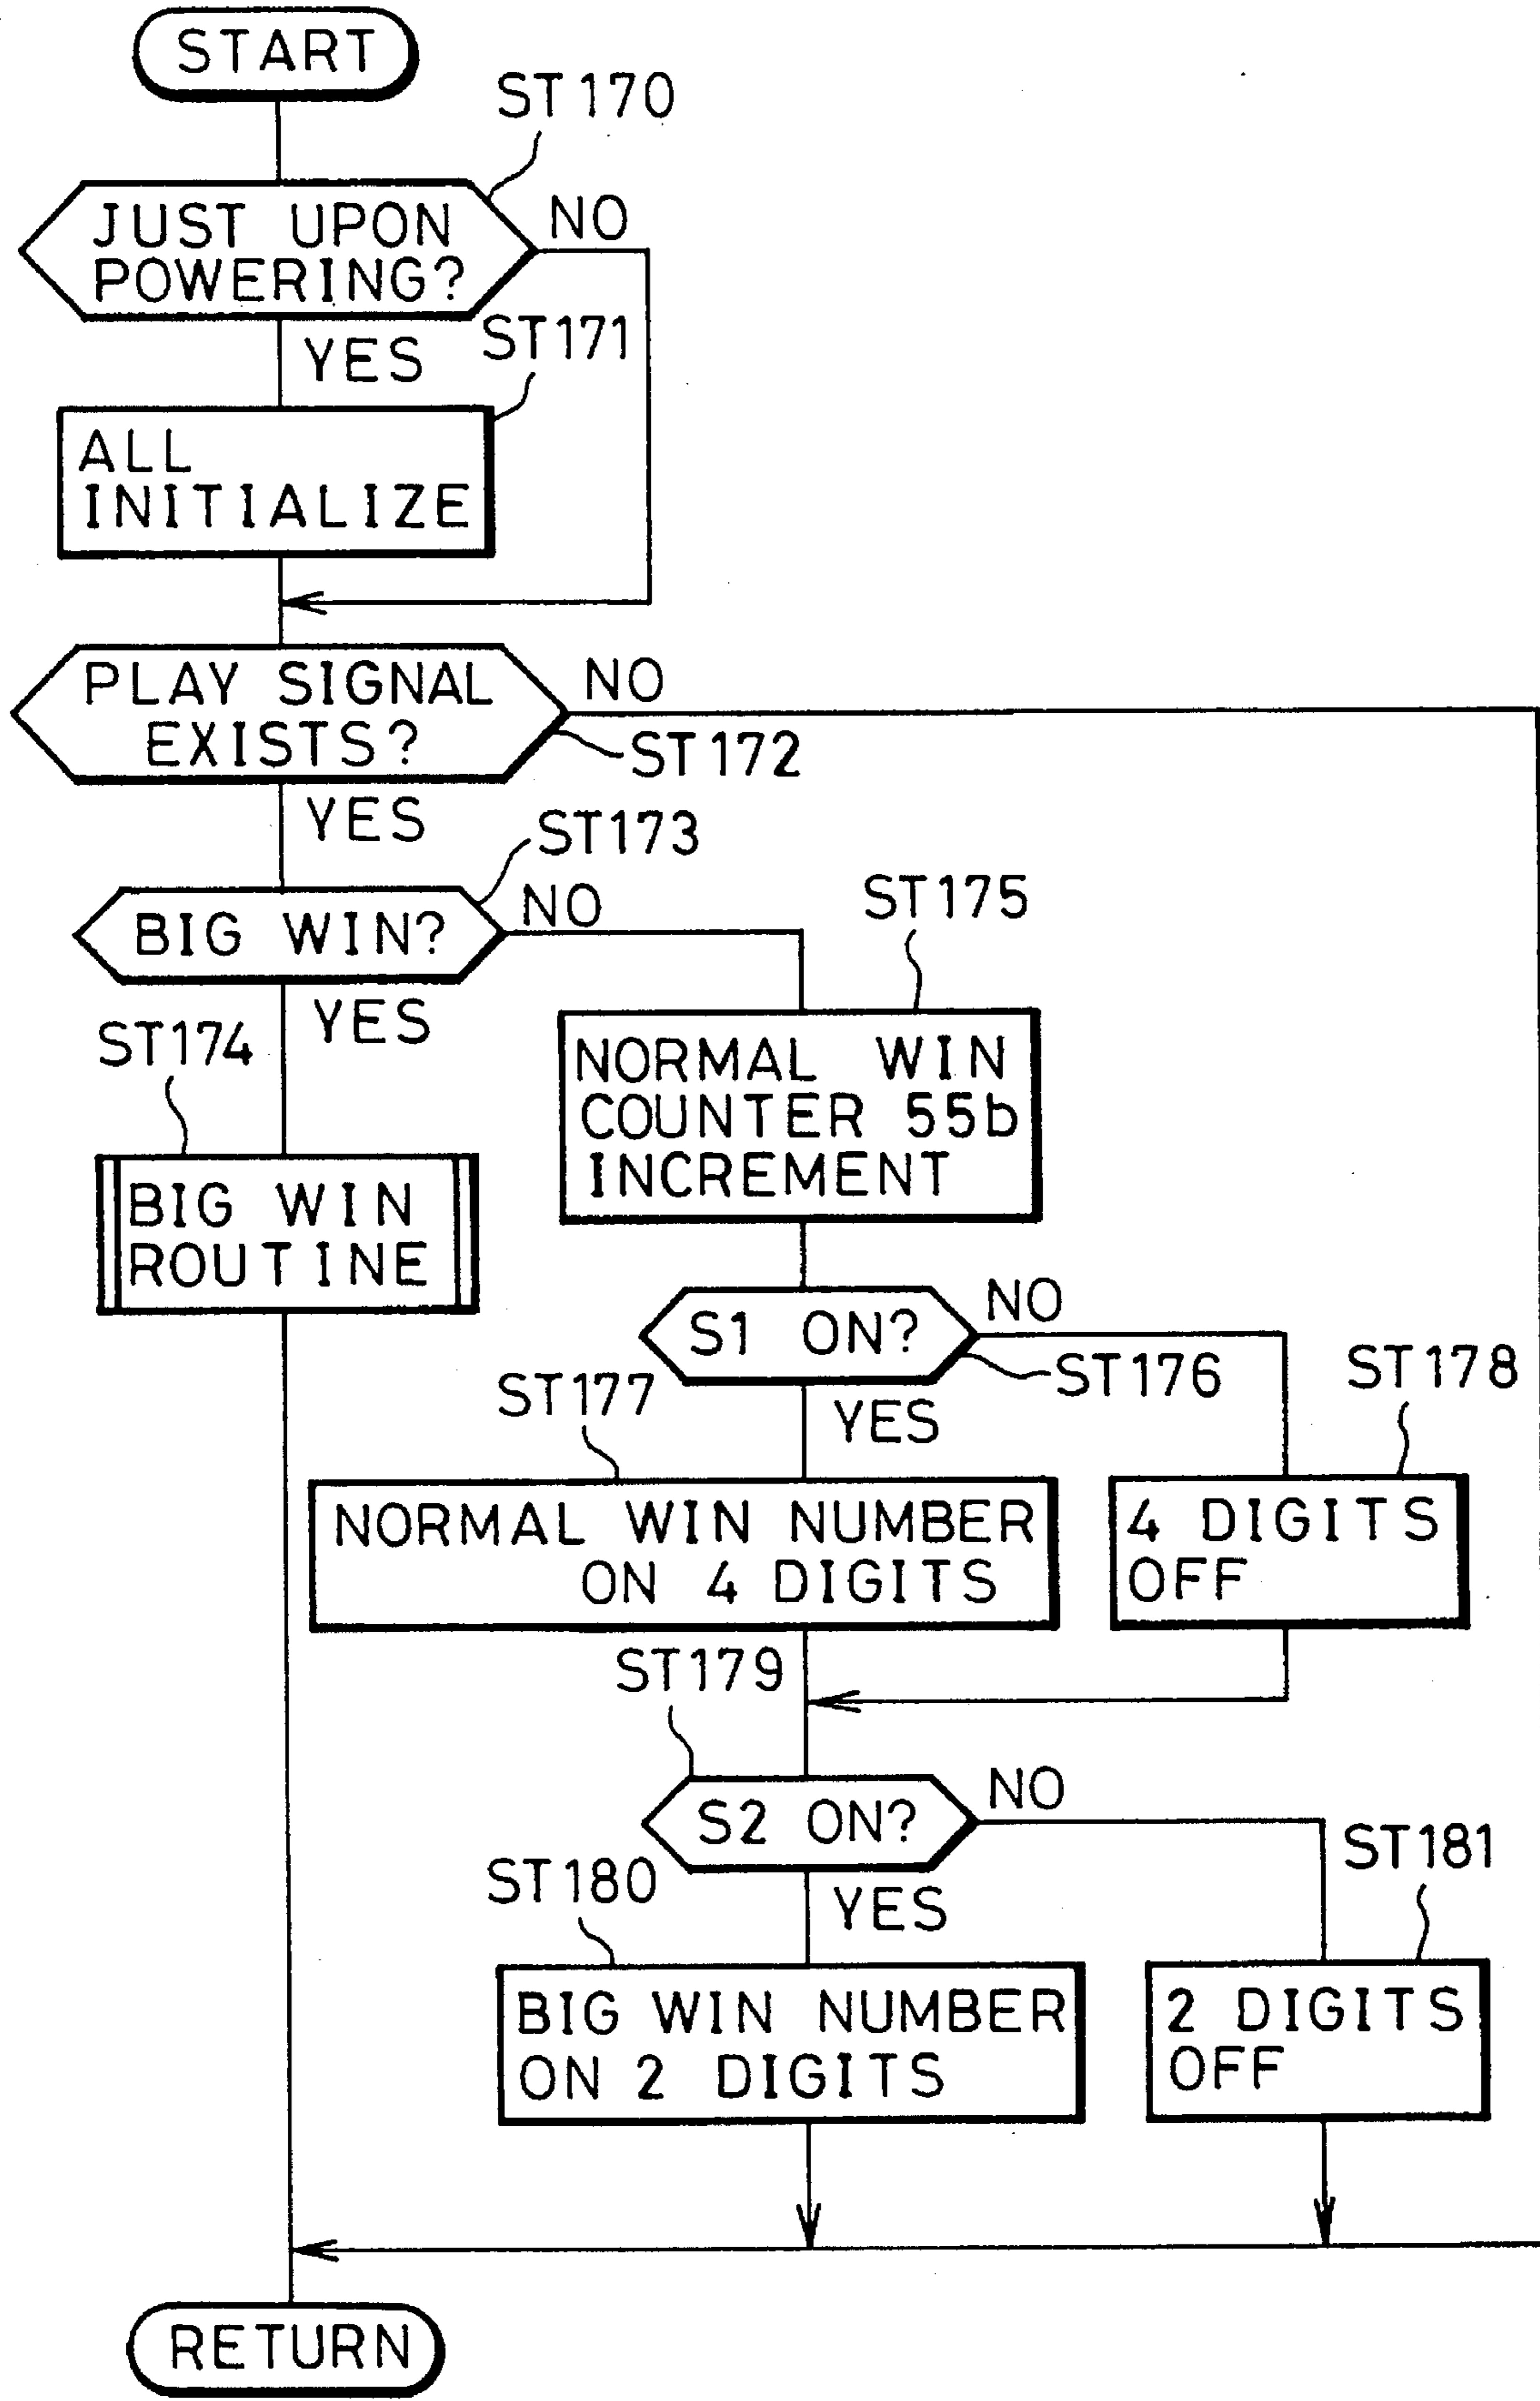 START
ST170
JUST UPON
POWERING?
NO
YES
ST171
ALL
INITIALIZE
PLAY SIGNAL
EXISTS?
NO
ST172
YES
ST173
BIG WIN?
NO
ST175
YES
ST174
NORMAL WIN
COUNTER 55b
INCREMENT
BIG WIN
ROUTINE
S1 ON?
NO
ST176
ST178
ST177
YES
NORMAL WIN NUMBER
ON 4 DIGITS
4 DIGITS
OFF
ST179
S2 ON?
NO
ST181
ST180
YES
BIG WIN NUMBER
ON 2 DIGITS
2 DIGITS
OFF
RETURN